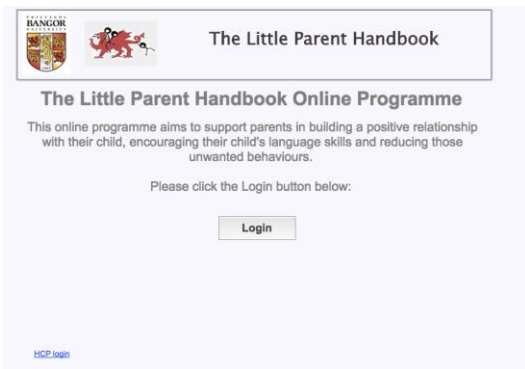 BANGOR
UNIVERSITY
The Little Parent Handbook
The Little Parent Handbook Online Programme
This online programme aims to support parents in building a positive relationship
with their child, encouraging their child's language skills and reducing those
unwanted behaviours.
Please click the Login button below:
Login
HCP login